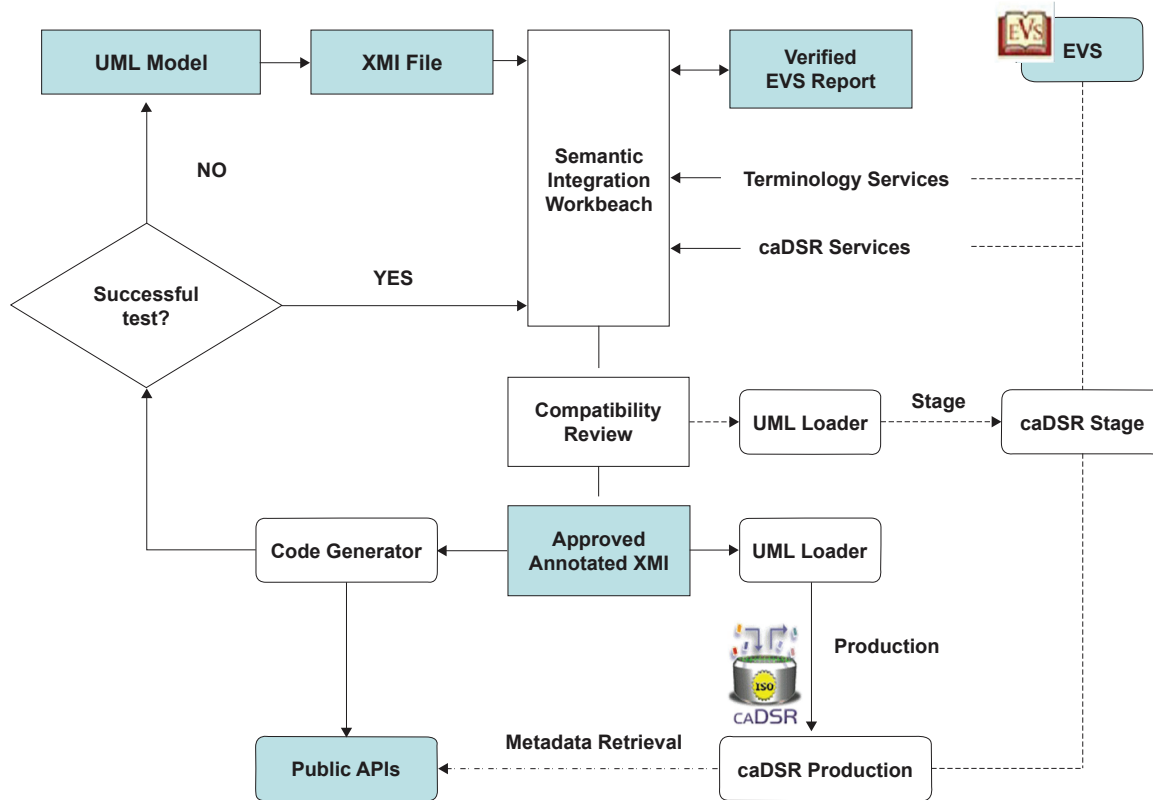 EVS
UML Model
XMI File
Verified
EVS Report
EVS
NO
Semantic
Integration
Workbeach
Terminology Services
caDSR Services
YES
Successful
test?
Compatibility
Review
UML Loader
Stage
caDSR Stage
Code Generator
Approved
Annotated XMI
UML Loader
Production
ISO
caDSR
Metadata Retrieval
Public APIs
caDSR Production